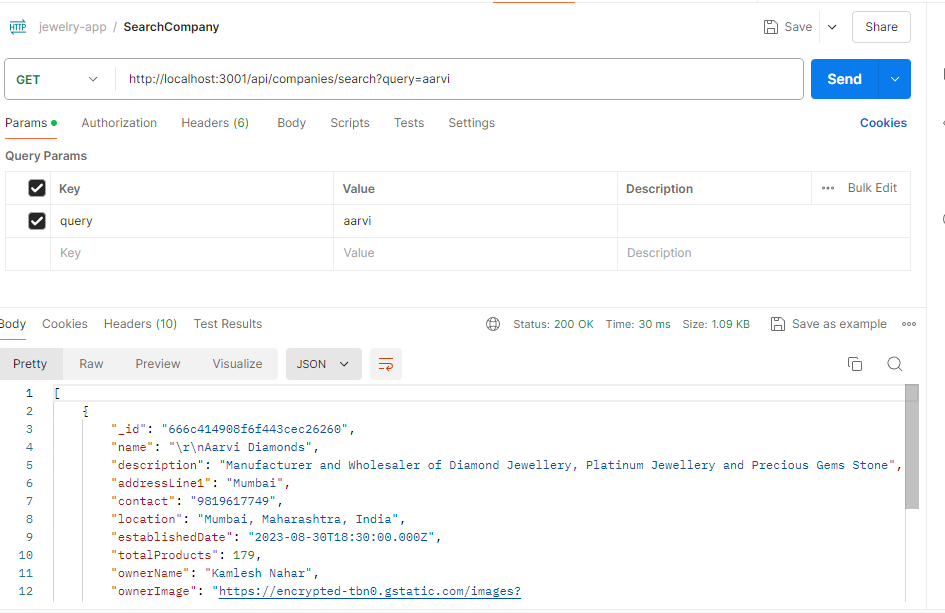 HTTP jewelry-app / SearchCompany Save Share
GET http://localhost:3001/api/companies/search?query=aarvi Send
Params Authorization Headers (6) Body Scripts Tests Settings Cookies
Query Params
Key Value Description ••• Bulk Edit
query aarvi
Key Value Description
Body Cookies Headers (10) Test Results Status: 200 OK Time: 30 ms Size: 1.09 KB Save as example •••
Pretty Raw Preview Visualize JSON
1 [
2 {
3 "_id": "666c414908f6f443cec26260",
4 "name": "\r\nAarvi Diamonds",
5 "description": "Manufacturer and Wholesaler of Diamond Jewellery, Platinum Jewellery and Precious Gems Stone",
6 "addressLine1": "Mumbai",
7 "contact": "9819617749",
8 "location": "Mumbai, Maharashtra, India",
9 "establishedDate": "2023-08-30T18:30:00.000Z",
10 "totalProducts": 179,
11 "ownerName": "Kamlesh Nahar",
12 "ownerImage": "https://encrypted-tbn0.gstatic.com/images?